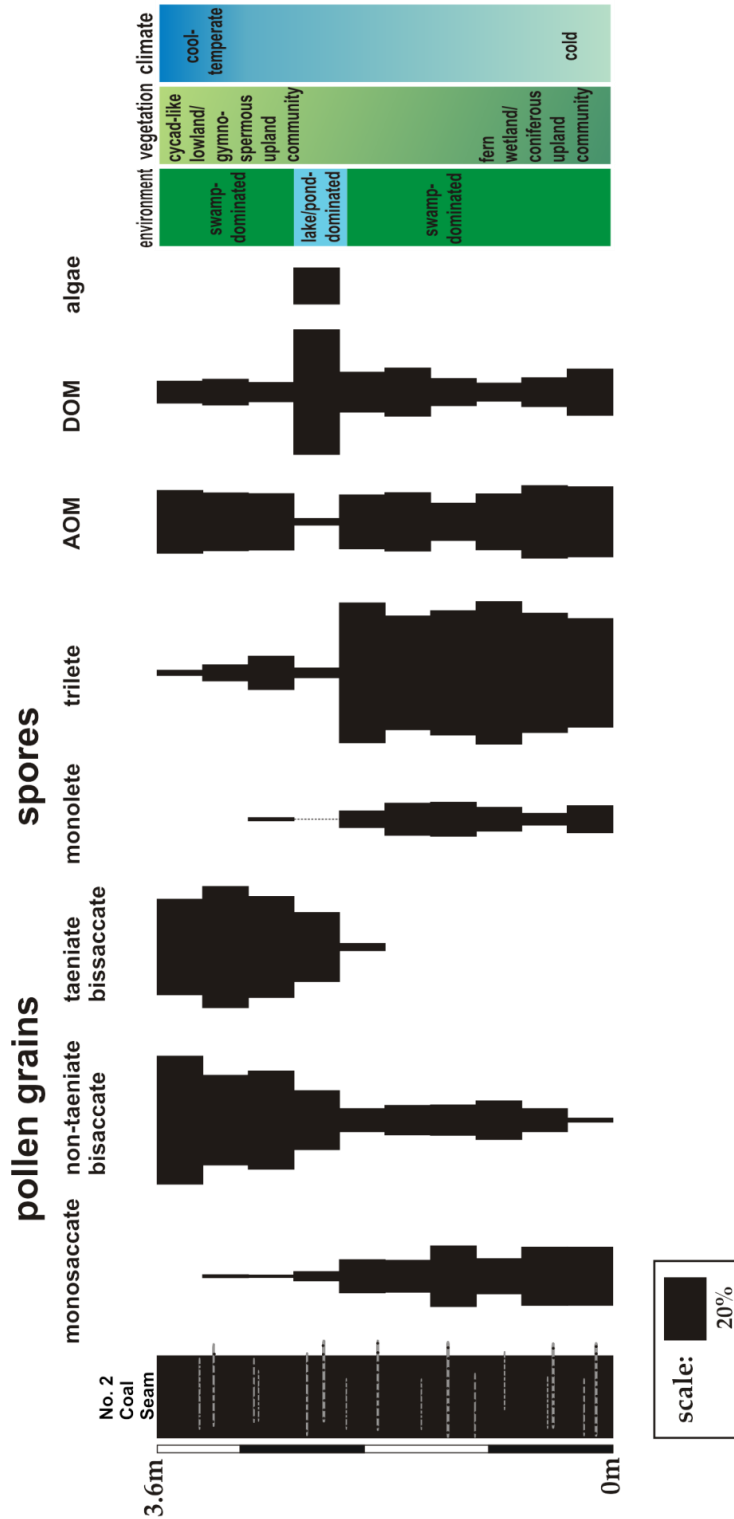 pollen grains
spores
No. 2
Coal
Seam
monosaccate
non-taeniate
bisaccate
taeniate
bissaccate
monolete
trilete
AOM
DOM
algae
environment
vegetation
climate
3.6m
0m
swamp-
dominated
lake/pond-
dominated
swamp-
dominated
cycad-like
lowland/
gymno-
spermous
upland
community
fern
wetland/
coniferous
upland
community
cool-
temperate
cold
scale:
20%